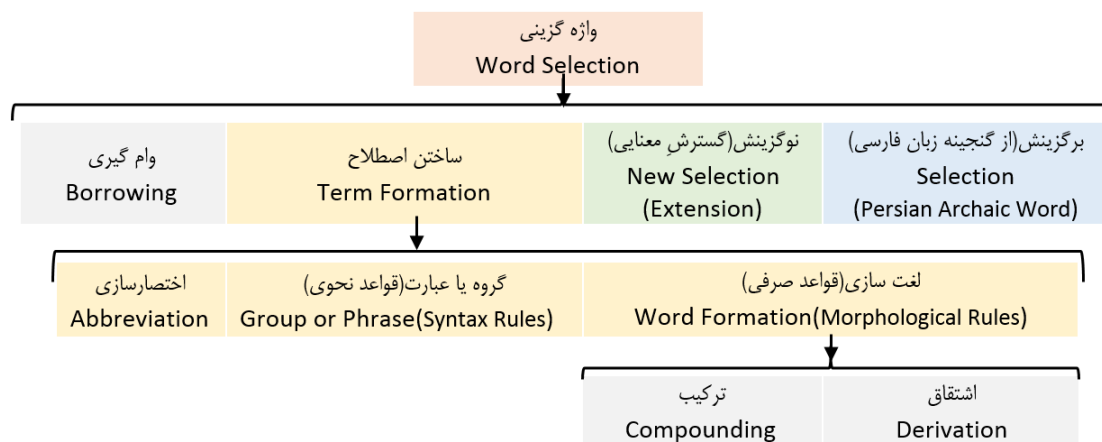 واژه گزینی
Word Selection
برگزینش(از گنجینه زبان فارسی)
Selection
(Persian Archaic Word)
نوگزینش(گسترشِ معنایی)
New Selection
(Extension)
ساختن اصطلاح
Term Formation
وام گیری
Borrowing
لغت سازی(قواعد صرفی)
Word Formation(Morphological Rules)
گروه یا عبارت(قواعد نحوی)
Group or Phrase(Syntax Rules)
اختصارسازی
Abbreviation
اشتقاق
Derivation
ترکیب
Compounding